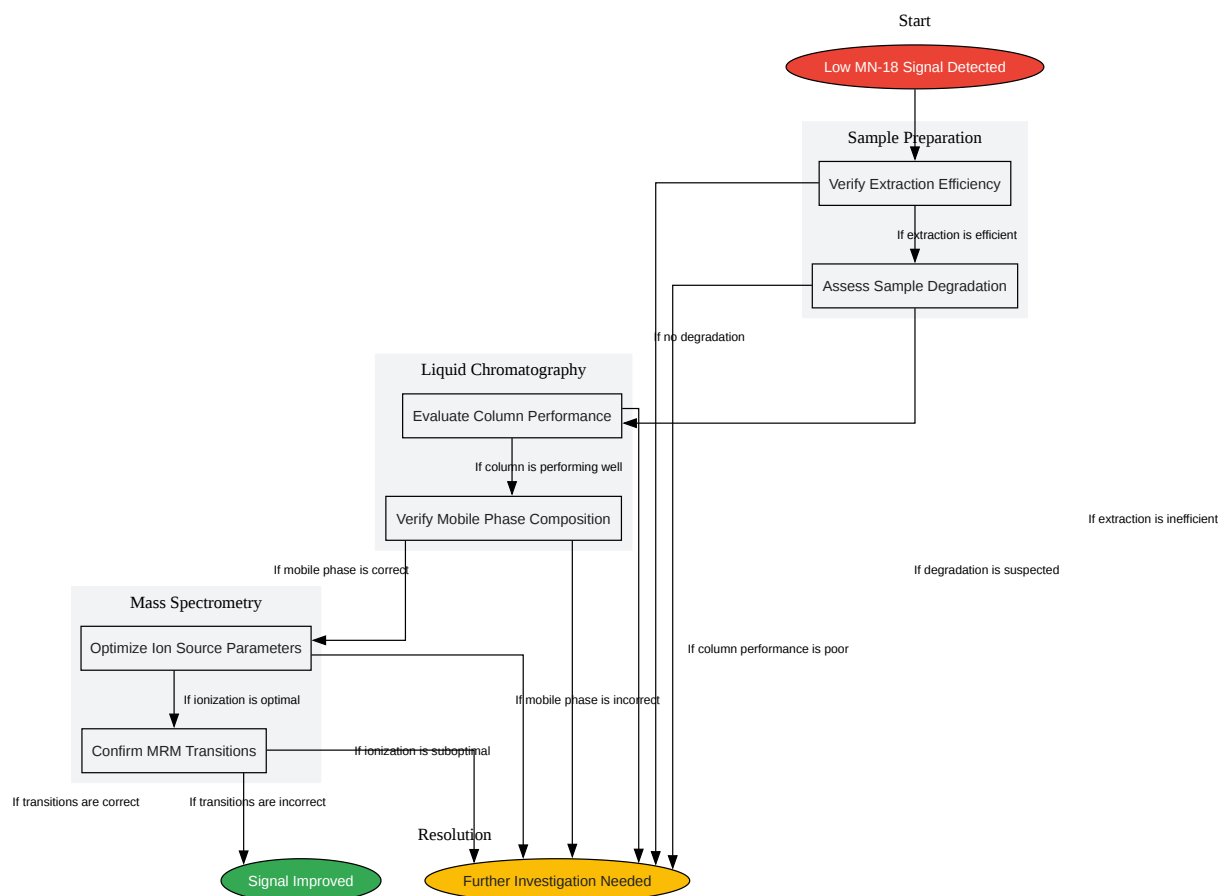 Start
Low MN-18 Signal Detected
Sample Preparation
Verify Extraction Efficiency
If extraction is efficient
Assess Sample Degradation
If no degradation
Liquid Chromatography
Evaluate Column Performance
If column is performing well
Verify Mobile Phase Composition
If extraction is inefficient
If mobile phase is correct
If degradation is suspected
Mass Spectrometry
Optimize Ion Source Parameters
If column performance is poor
If ionization is optimal
If mobile phase is incorrect
Confirm MRM Transitions
If ionization is suboptimal
If transitions are correct
If transitions are incorrect
Resolution
Signal Improved
Further Investigation Needed